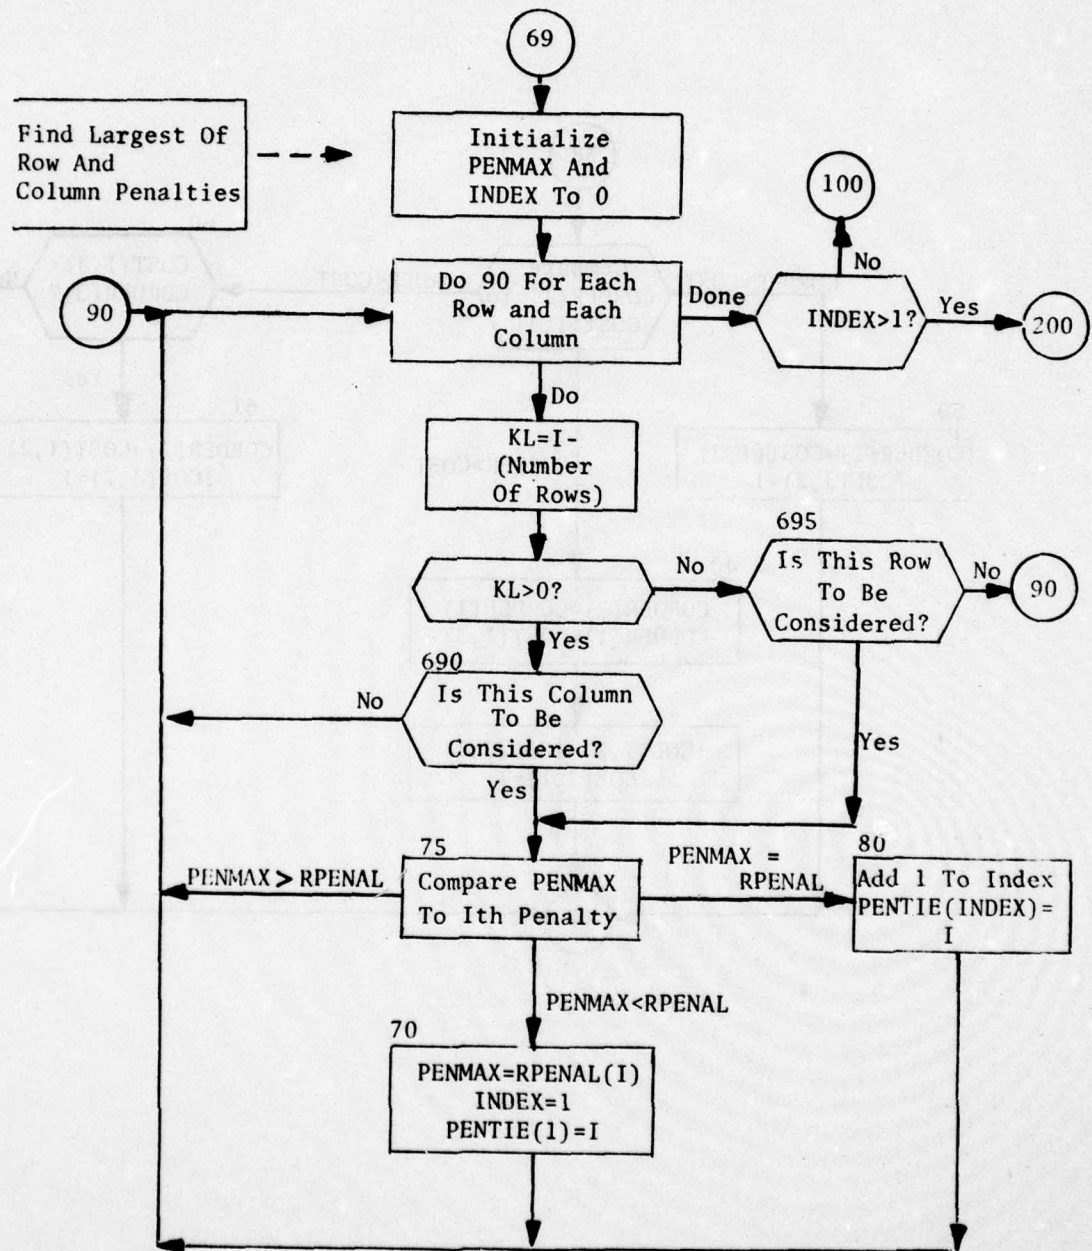 69
Find Largest Of
Row And
Column Penalties
Initialize
PENMAX And
INDEX To 0
100
No
90
Do 90 For Each
Row and Each
Column
Done
INDEX>1?
Yes
200
Do
KL=I-
(Number
Of Rows)
695
KL>0?
No
Is This Row
To Be
Considered?
No
90
Yes
690
No
Is This Column
To Be
Considered?
Yes
Yes
75
PENMAX>RPENAL
Compare PENMAX
To Ith Penalty
PENMAX =
RPENAL
80
Add 1 To Index
PENTIE(INDEX)=
I
PENMAX<RPENAL
70
PENMAX=RPENAL(I)
INDEX=1
PENTIE(1)=I